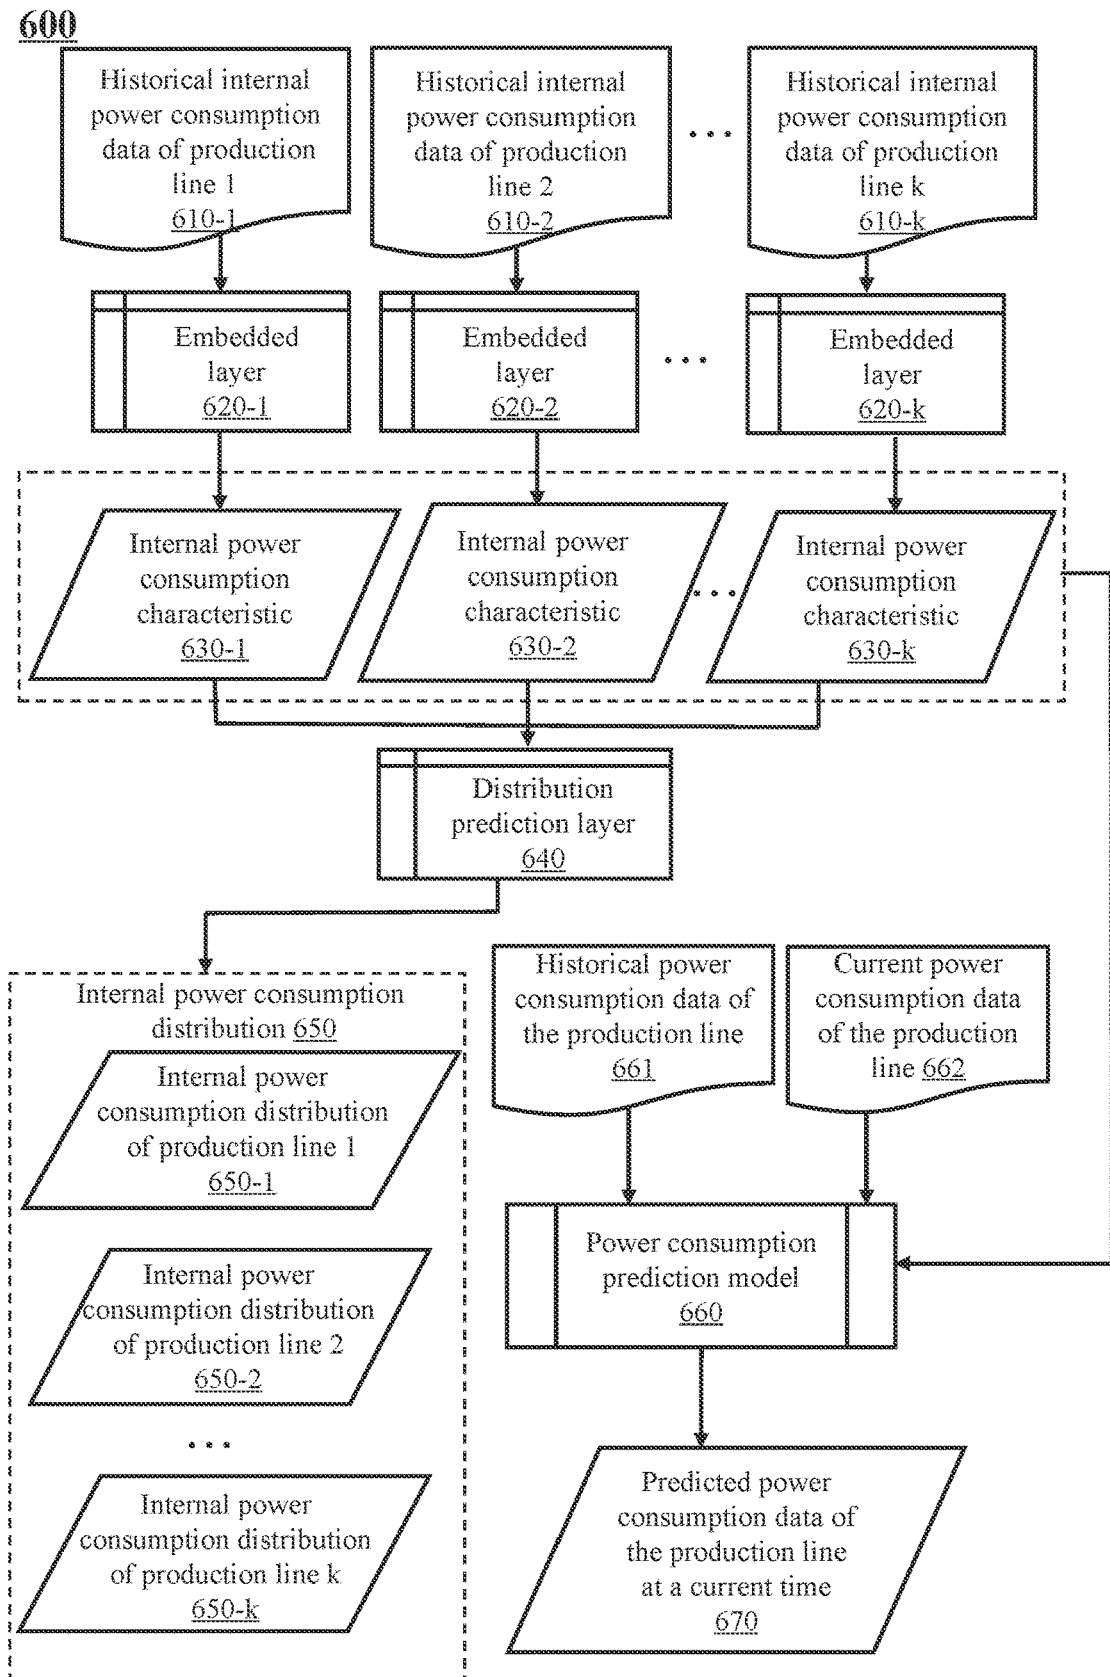 600
Historical internal
power consumption
data of production
line 1
610-1
Historical internal
power consumption
data of production
line 2
610-2
...
Historical internal
power consumption
data of production
line k
610-k
Embedded
layer
620-1
Embedded
layer
620-2
...
Embedded
layer
620-k
Internal power
consumption
characteristic
630-1
Internal power
consumption
characteristic
630-2
...
Internal power
consumption
characteristic
630-k
Distribution
prediction layer
640
Internal power consumption
distribution 650
Internal power
consumption distribution
of production line 1
650-1
Internal power
consumption distribution
of production line 2
650-2
...
Internal power
consumption distribution
of production line k
650-k
Historical power
consumption data of
the production line
661
Current power
consumption data
of the production
line 662
Power consumption
prediction model
660
Predicted power
consumption data of
the production line
at a current time
670